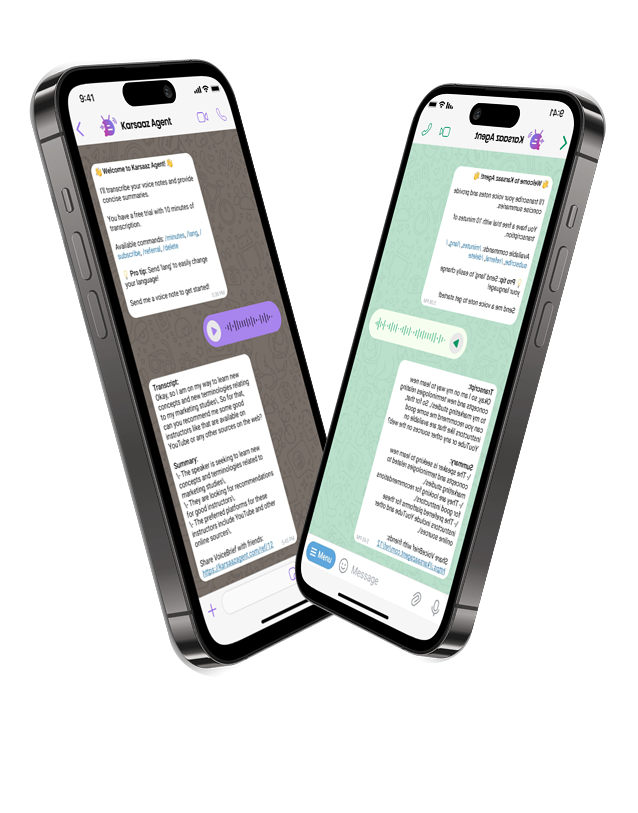 9:41
Karsaaz Agent
👋 Welcome to Karsaaz Agent! 👋
I'll transcribe your voice notes and provide
concise summaries.
You have a free trial with 10 minutes of
transcription.
Available commands: /minutes, /lang, /
subscribe, /referral, /delete
💡 Pro tip: Send 'lang' to easily change
your language!
Send me a voice note to get started!
Transcript:
Okay, so I am on my way to learn new
concepts and new terminologies relating
to my marketing studies\. So for that,
can you recommend me some good
instructors like that are available on
YouTube or any other sources on the web?
Summary:
\- The speaker is seeking to learn new
concepts and terminologies related to
marketing studies\.
\- They are looking for recommendations
for good instructors\.
\- The preferred platforms for these
instructors include YouTube and other
online sources\.
Share VoiceBrief with friends:
9:41
Karsaaz Agent
👋 Welcome to Karsaaz Agent! 👋
I'll transcribe your voice notes and provide
concise summaries.
You have a free trial with 10 minutes of
transcription.
Available commands: /minutes, /lang, /
subscribe, /referral, /delete
💡 Pro tip: Send 'lang' to easily change
your language!
Send me a voice note to get started!
Transcript:
Okay, so I am on my way to learn new
concepts and new terminologies relating
to my marketing studies\. So for that,
can you recommend me some good
instructors like that are available on
YouTube or any other sources on the web?
Summary:
\- The speaker is seeking to learn new
concepts and terminologies related to
marketing studies\.
\- They are looking for recommendations
for good instructors\.
\- The preferred platforms for these
instructors include YouTube and other
online sources\.
Share VoiceBrief with friends:
Menu
Message